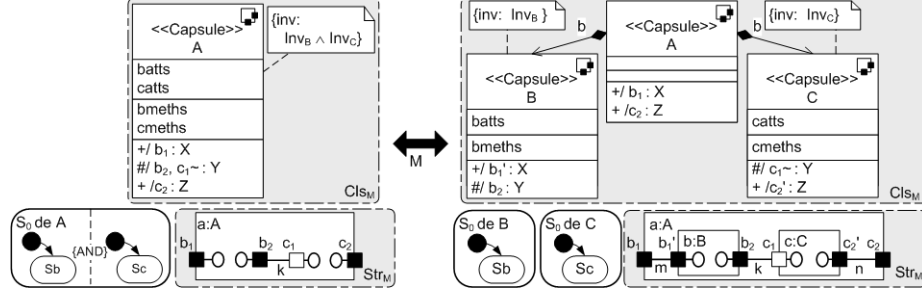 <<Capsule>>
A
batts
catts
bmeths
cmeths
+/ b₁ : X
#/ b₂, c₁~ : Y
+ /c₂ : Z
{inv:
Inv_B ∧ Inv_C}
Cls_M
S₀ de A
{AND}
Sb
Sc
a:A
b₁
b₂
c₁
c₂
k
Str_M
M
{inv: Inv_B }
b
<<Capsule>>
A
+/ b₁ : X
+ /c₂ : Z
b
{inv: Inv_C}
<<Capsule>>
B
batts
bmeths
+/ b₁' : X
#/ b₂ : Y
<<Capsule>>
C
catts
cmeths
#/ c₁~ : Y
+ /c₂' : Z
Cls_M
S₀ de B
Sb
S₀ de C
Sc
a:A
b₁
b₁'
b:B
b₂
c₁
c:C
c₂'
c₂
m
k
n
Str_M